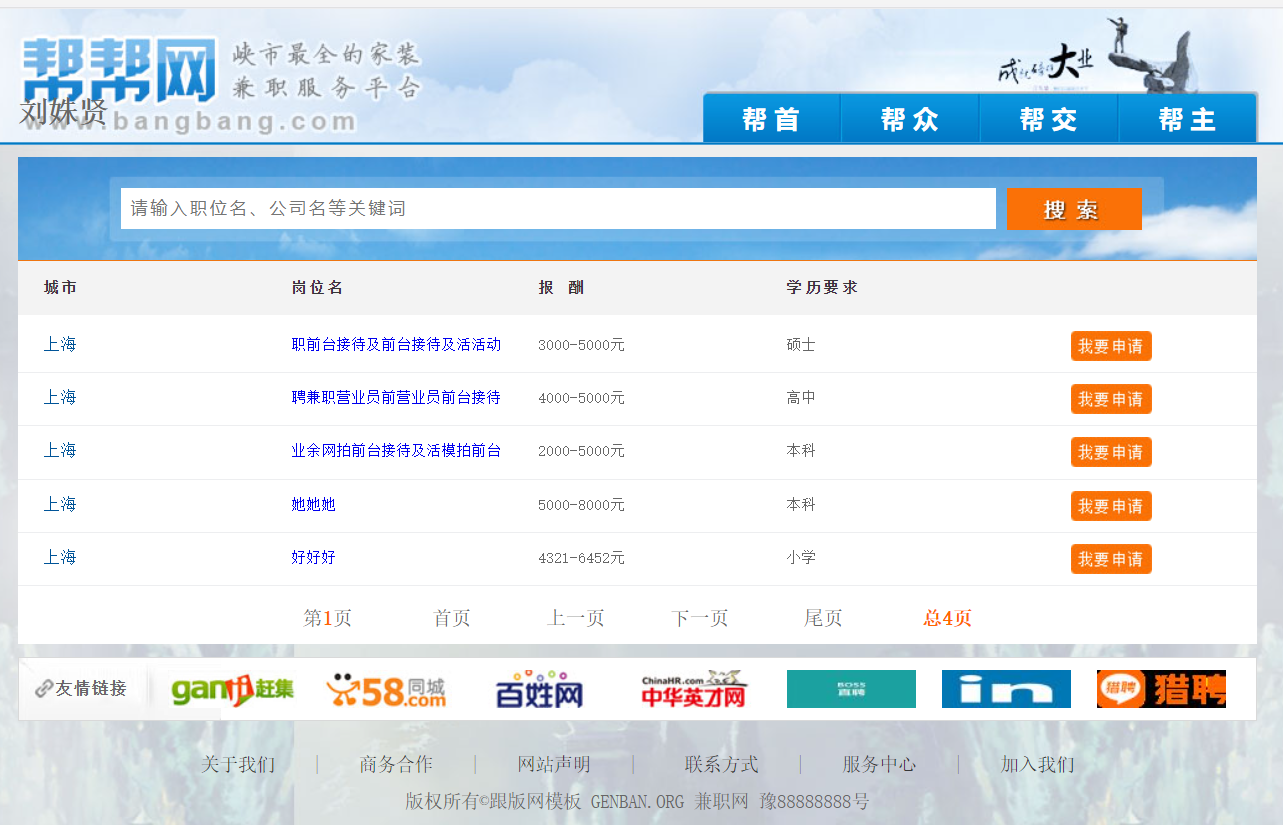 帮帮网
峡市最全的家装
兼职服务平台
刘姝贤
www.bangbang.com
大业
帮首 帮众 帮交 帮主
请输入职位名、公司名等关键词 搜索
城市 岗位名 报 酬 学历要求
上海 职前台接待及前台接待及活活动 3000-5000元 硕士 我要申请
上海 聘兼职营业员前营业员前台接待 4000-5000元 高中 我要申请
上海 业余网拍前台接待及活模拍前台 2000-5000元 本科 我要申请
上海 她她她 5000-8000元 本科 我要申请
上海 好好好 4321-6452元 小学 我要申请
第1页 首页 上一页 下一页 尾页 总4页
友情链接 ganji赶集 58同城.com 百姓网 ChinaHR.com 中华英才网 BOSS直聘 in 猎聘 猎聘
关于我们 | 商务合作 | 网站声明 | 联系方式 | 服务中心 | 加入我们
版权所有©跟版网模板 GENBAN.ORG 兼职网 豫88888888号